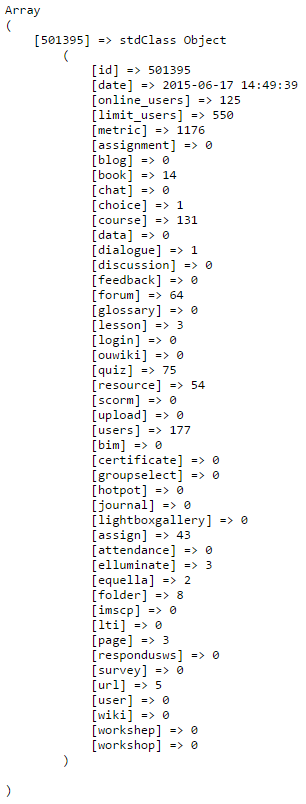 Array
(
    [501395] => stdClass Object
        (
            [id] => 501395
            [date] => 2015-06-17 14:49:39
            [online_users] => 125
            [limit_users] => 550
            [metric] => 1176
            [assignment] => 0
            [blog] => 0
            [book] => 14
            [chat] => 0
            [choice] => 1
            [course] => 131
            [data] => 0
            [dialogue] => 1
            [discussion] => 0
            [feedback] => 0
            [forum] => 64
            [glossary] => 0
            [lesson] => 3
            [login] => 0
            [ouwiki] => 0
            [quiz] => 75
            [resource] => 54
            [scorm] => 0
            [upload] => 0
            [users] => 177
            [bim] => 0
            [certificate] => 0
            [groupselect] => 0
            [hotpot] => 0
            [journal] => 0
            [lightboxgallery] => 0
            [assign] => 43
            [attendance] => 0
            [elluminate] => 3
            [equella] => 2
            [folder] => 8
            [imscp] => 0
            [lti] => 0
            [page] => 3
            [respondusws] => 0
            [survey] => 0
            [url] => 5
            [user] => 0
            [wiki] => 0
            [workshep] => 0
            [workshop] => 0
        )

)